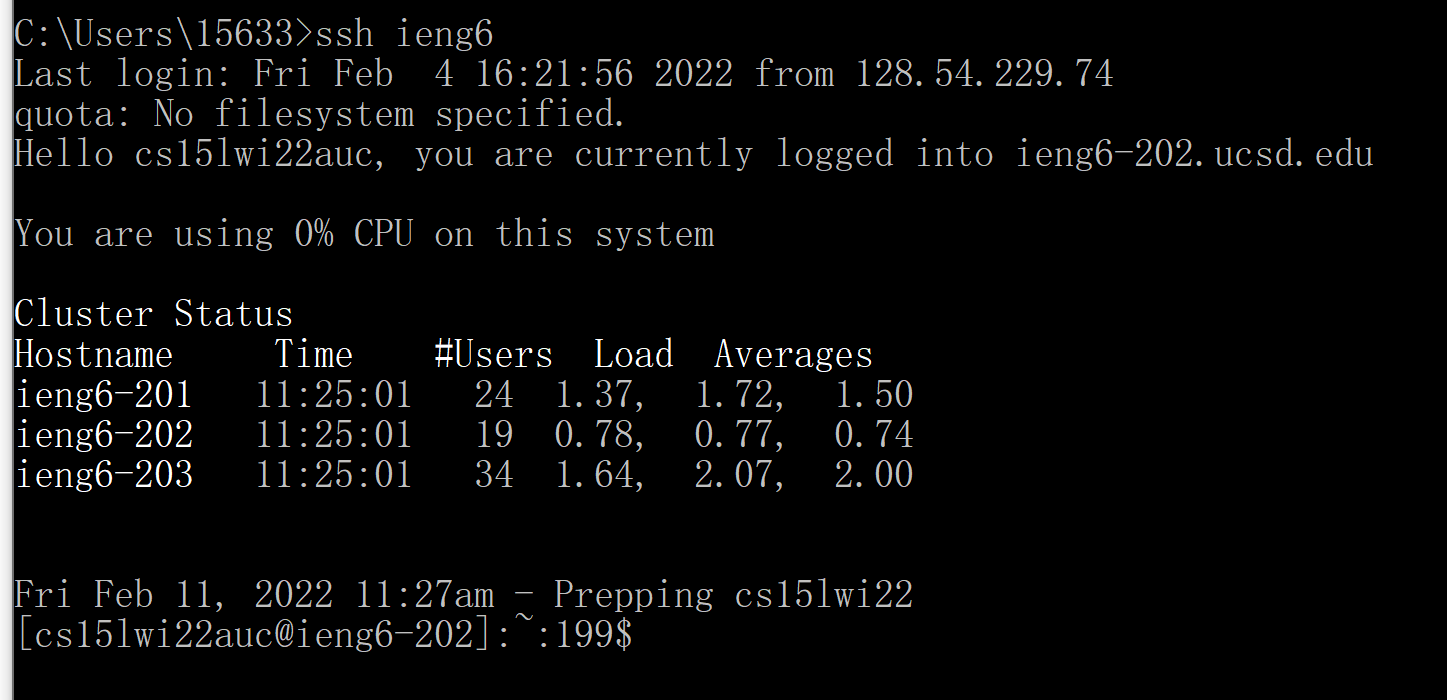 C:\Users\15633>ssh ieng6
Last login: Fri Feb  4 16:21:56 2022 from 128.54.229.74
quota: No filesystem specified.
Hello cs15lwi22auc, you are currently logged into ieng6-202.ucsd.edu
You are using 0% CPU on this system
Cluster Status
Hostname     Time    #Users  Load  Averages
ieng6-201   11:25:01   24  1.37,  1.72,  1.50
ieng6-202   11:25:01   19  0.78,  0.77,  0.74
ieng6-203   11:25:01   34  1.64,  2.07,  2.00
Fri Feb 11, 2022 11:27am - Prepping cs15lwi22
[cs15lwi22auc@ieng6-202]:~:199$